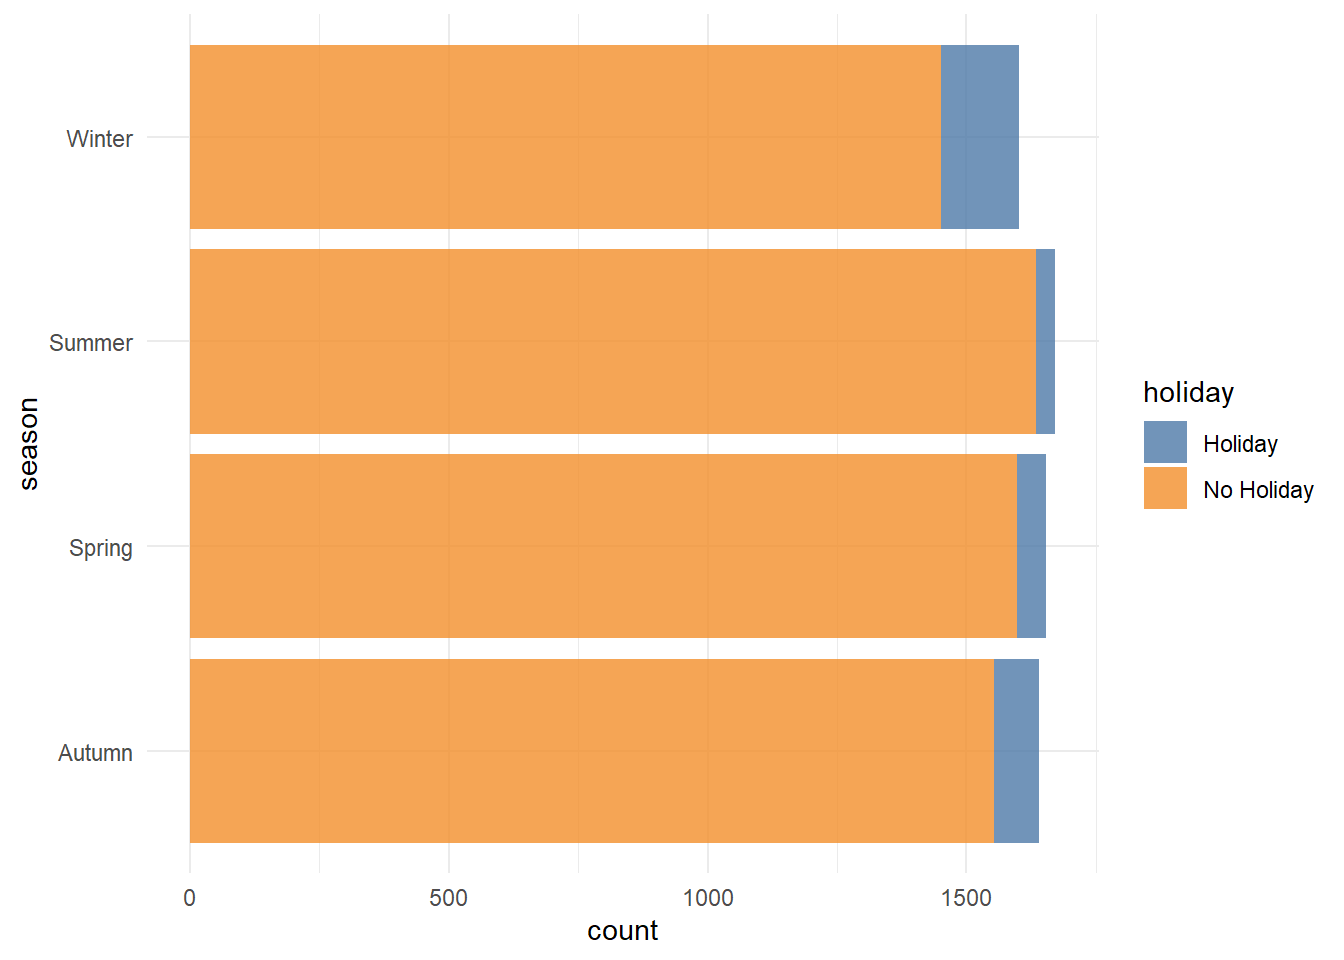 Winter
Summer
Spring
Autumn
season
0 500 1000 1500
count
holiday
Holiday
No Holiday